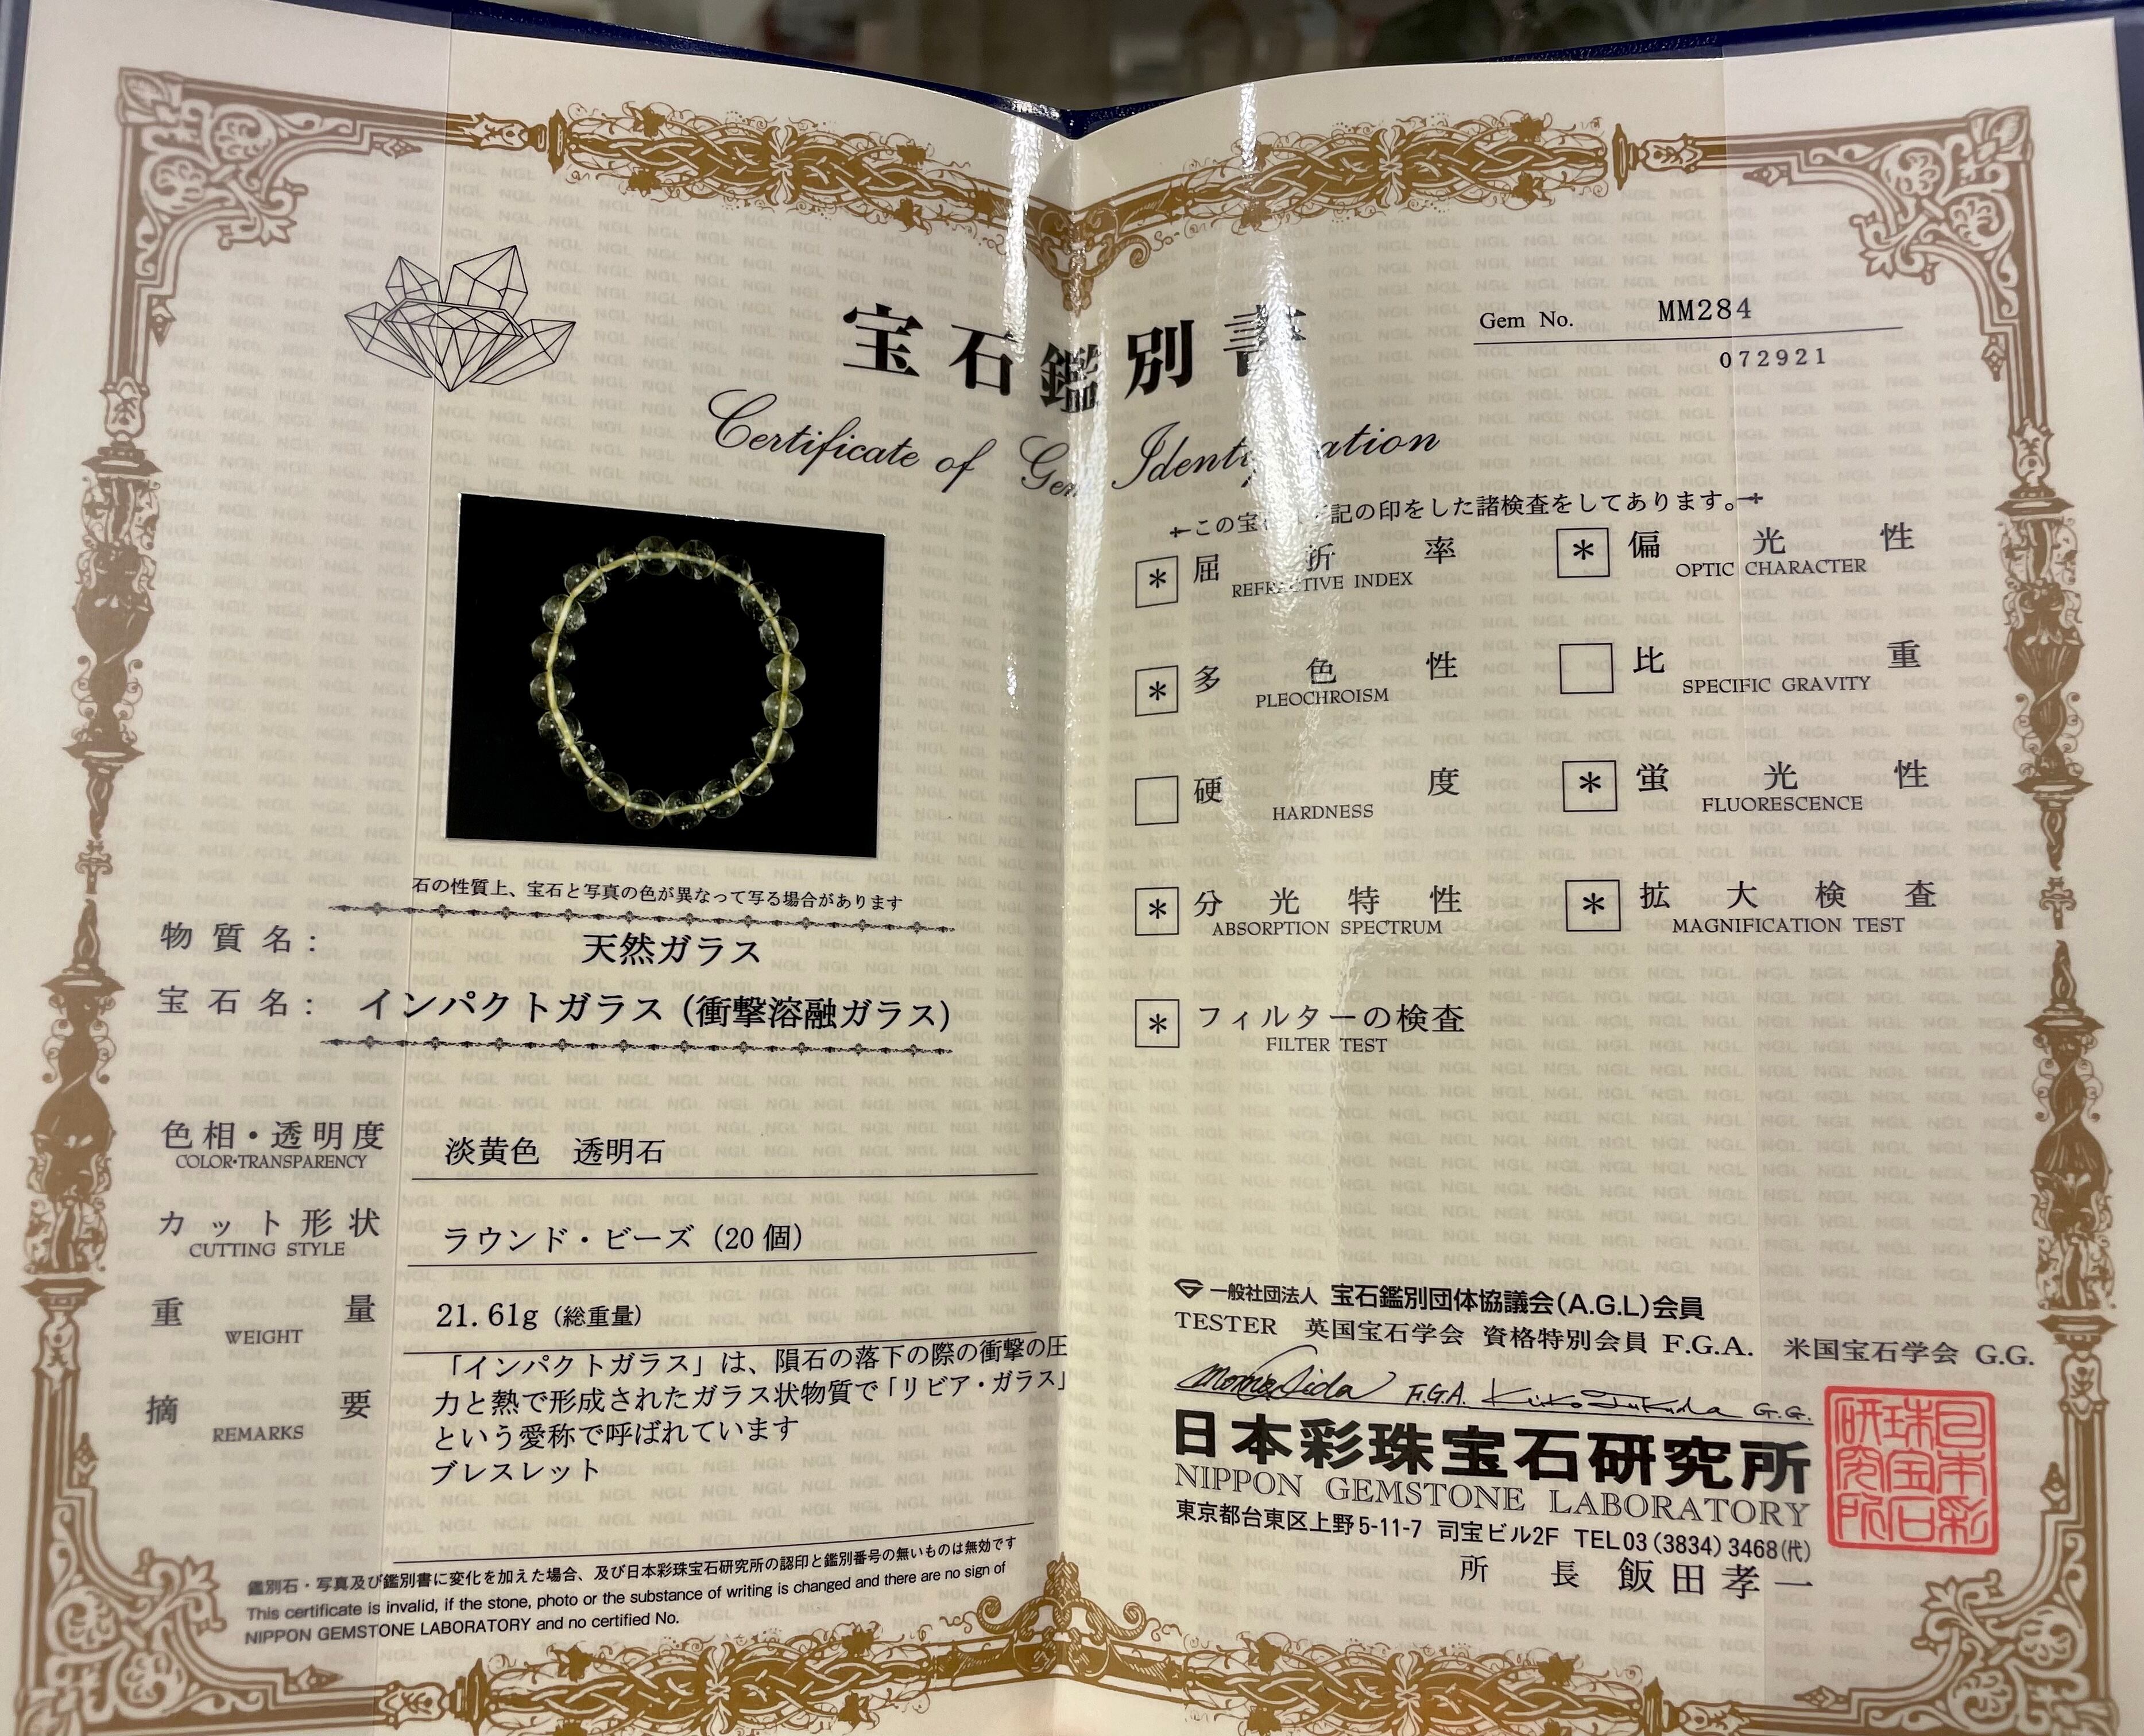 宝石鑑別書
Certificate of Gem Identification
Gem No. MM284
072921
石の性質上、宝石と写真の色が異なって写る場合があります
物質名: 天然ガラス
宝石名: インパクトガラス (衝撃溶融ガラス)
色相・透明度 淡黄色 透明石
COLOR・TRANSPARENCY
カット形状 ラウンド・ビーズ (20個)
CUTTING STYLE
重量 21.61g (総重量)
WEIGHT
「インパクトガラス」は、隕石の落下の際の衝撃の圧
力と熱で形成されたガラス状物質で「リビア・ガラス」
という愛称で呼ばれています
ブレスレット
摘要
REMARKS
鑑別石・写真及び鑑別書に変化を加えた場合、及び日本彩珠宝石研究所の認印と鑑別番号の無いものは無効です
This certificate is invalid, if the stone, photo or the substance of writing is changed and there are no sign of
NIPPON GEMSTONE LABORATORY and no certified No.
この宝 記の印をした諸検査をしてあります。
* 屈折率
REFRACTIVE INDEX
* 偏光性
OPTIC CHARACTER
* 多色性
PLEOCHROISM
比重
SPECIFIC GRAVITY
硬度
HARDNESS
* 蛍光性
FLUORESCENCE
* 分光特性
ABSORPTION SPECTRUM
* 拡大検査
MAGNIFICATION TEST
* フィルターの検査
FILTER TEST
一般社団法人 宝石鑑別団体協議会(A.G.L)会員
TESTER 英国宝石学会 資格特別会員 F.G.A. 米国宝石学会 G.G.
F.G.A. G.G.
日本彩珠宝石研究所
NIPPON GEMSTONE LABORATORY
東京都台東区上野5-11-7 司宝ビル2F TEL03(3834)3468(代)
所長 飯田孝一
日本彩珠宝石研究所